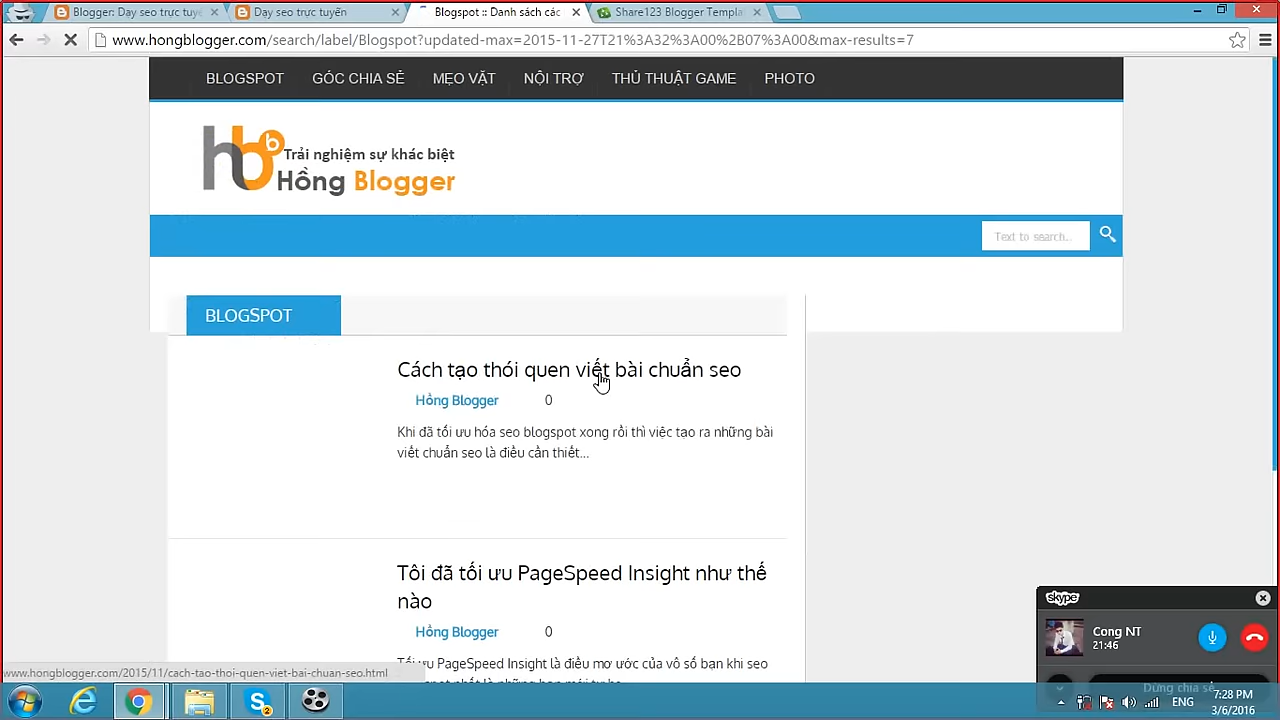 Blogger: Dạy seo trực tuyế
Dạy seo trực tuyến
Blogspot :: Danh sách các
Share123 Blogger Templa
www.hongblogger.com/search/label/Blogspot?updated-max=2015-11-27T21%3A32%3A00%2B07%3A00&max-results=7
BLOGSPOT GÓC CHIA SẺ MẸO VẶT NỘI TRỢ THỦ THUẬT GAME PHOTO
hb b
Trải nghiệm sự khác biệt
Hồng Blogger
Text to search..
BLOGSPOT
Cách tạo thói quen viết bài chuẩn seo
Hồng Blogger 0
Khi đã tối ưu hóa seo blogspot xong rồi thì việc tạo ra những bài
viết chuẩn seo là điều cần thiết...
Tôi đã tối ưu PageSpeed Insight như thế
nào
Hồng Blogger 0
Tối ưu PageSpeed Insight là điều mơ ước của vô số bạn khi seo
www.hongblogger.com/2015/11/cach-tao-thoi-quen-viet-bai-chuan-seo.html
skype
Cong NT
21:46
Dừng chia sẻ
S 2
ENG
7:28 PM
3/6/2016